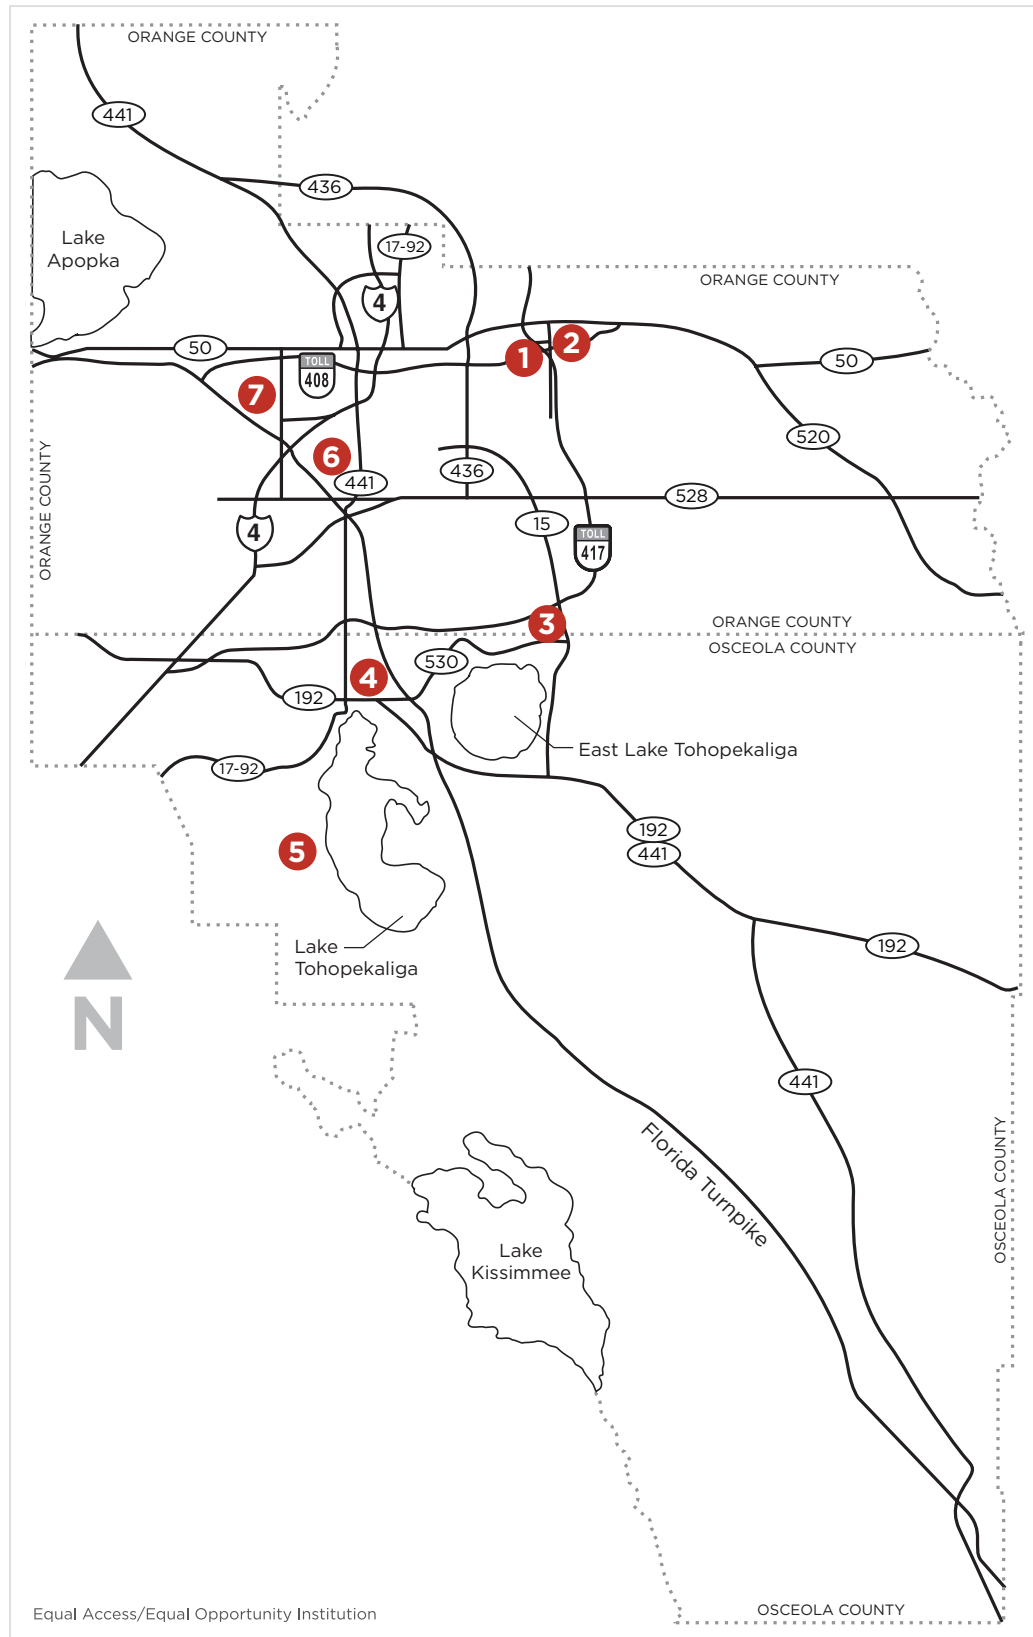 ORANGE COUNTY
441
436
17-92
Lake
Apopka
ORANGE COUNTY
4
50
1
2
TOLL
408
50
7
520
6
441
436
528
ORANGE COUNTY
4
15
TOLL
417
3
ORANGE COUNTY
OSCEOLA COUNTY
530
4
192
East Lake Tohopekaliga
17-92
192
441
5
Lake
Tohopekaliga
192
N
441
Florida Turnpike
OSCEOLA COUNTY
Lake
Kissimmee
OSCEOLA COUNTY
Equal Access/Equal Opportunity Institution